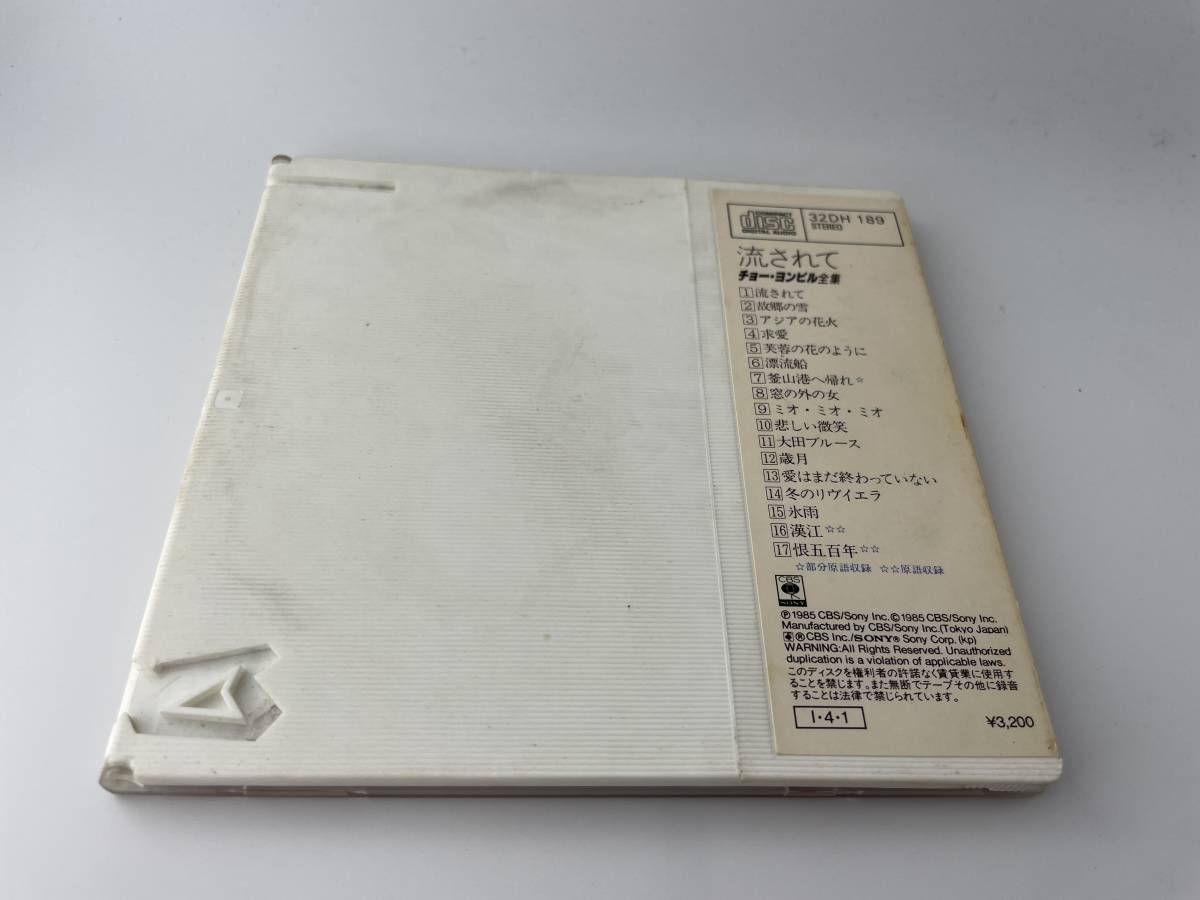 COMPACT
disc
DIGITAL AUDIO
32DH 189
STEREO
流されて
チョー・ヨンピル全集
1 流されて
2 故郷の雪
3 アジアの花火
4 求愛
5 芙蓉の花のように
6 漂流船
7 釜山港へ帰れ☆
8 窓の外の女
9 ミオ・ミオ・ミオ
10 悲しい微笑
11 大田ブルース
12 歳月
13 愛はまだ終わっていない
14 冬のリヴィエラ
15 氷雨
16 漢江☆☆
17 恨五百年☆☆
☆部分原語収録 ☆☆原語収録
CBS
SONY
℗1985 CBS/Sony Inc.©1985 CBS/Sony Inc.
Manufactured by CBS/Sony Inc.(Tokyo Japan)
®CBS Inc./SONY® Sony Corp. (kp)
WARNING:All Rights Reserved. Unauthorized
duplication is a violation of applicable laws.
このディスクを権利者の許諾なく賃貸業に使用す
ることを禁じます。また無断でテープその他に録音
することは法律で禁じられています。
I・4・1
¥3,200